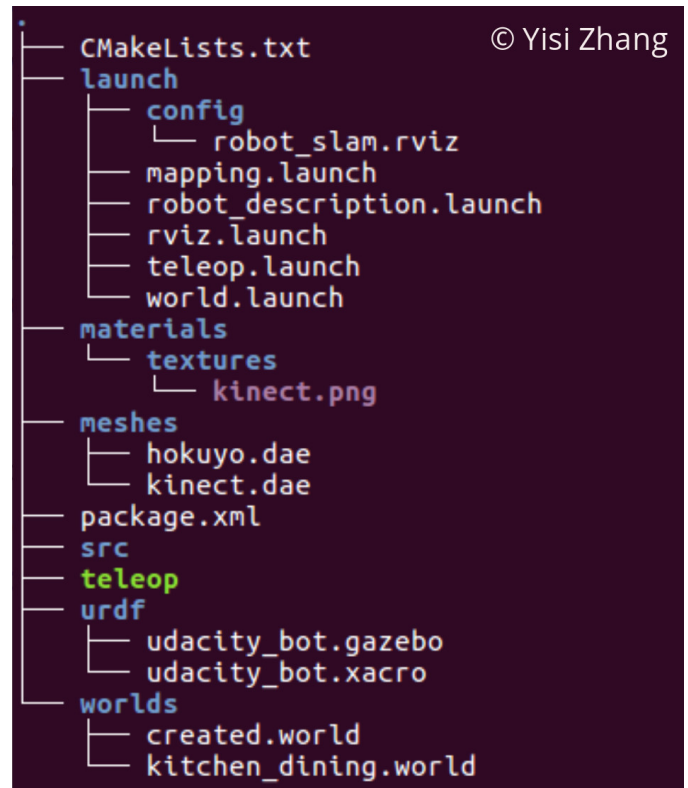 .
CMakeLists.txt © Yisi Zhang
launch
config
robot_slam.rviz
mapping.launch
robot_description.launch
rviz.launch
teleop.launch
world.launch
materials
textures
kinect.png
meshes
hokuyo.dae
kinect.dae
package.xml
src
teleop
urdf
udacity_bot.gazebo
udacity_bot.xacro
worlds
created.world
kitchen_dining.world